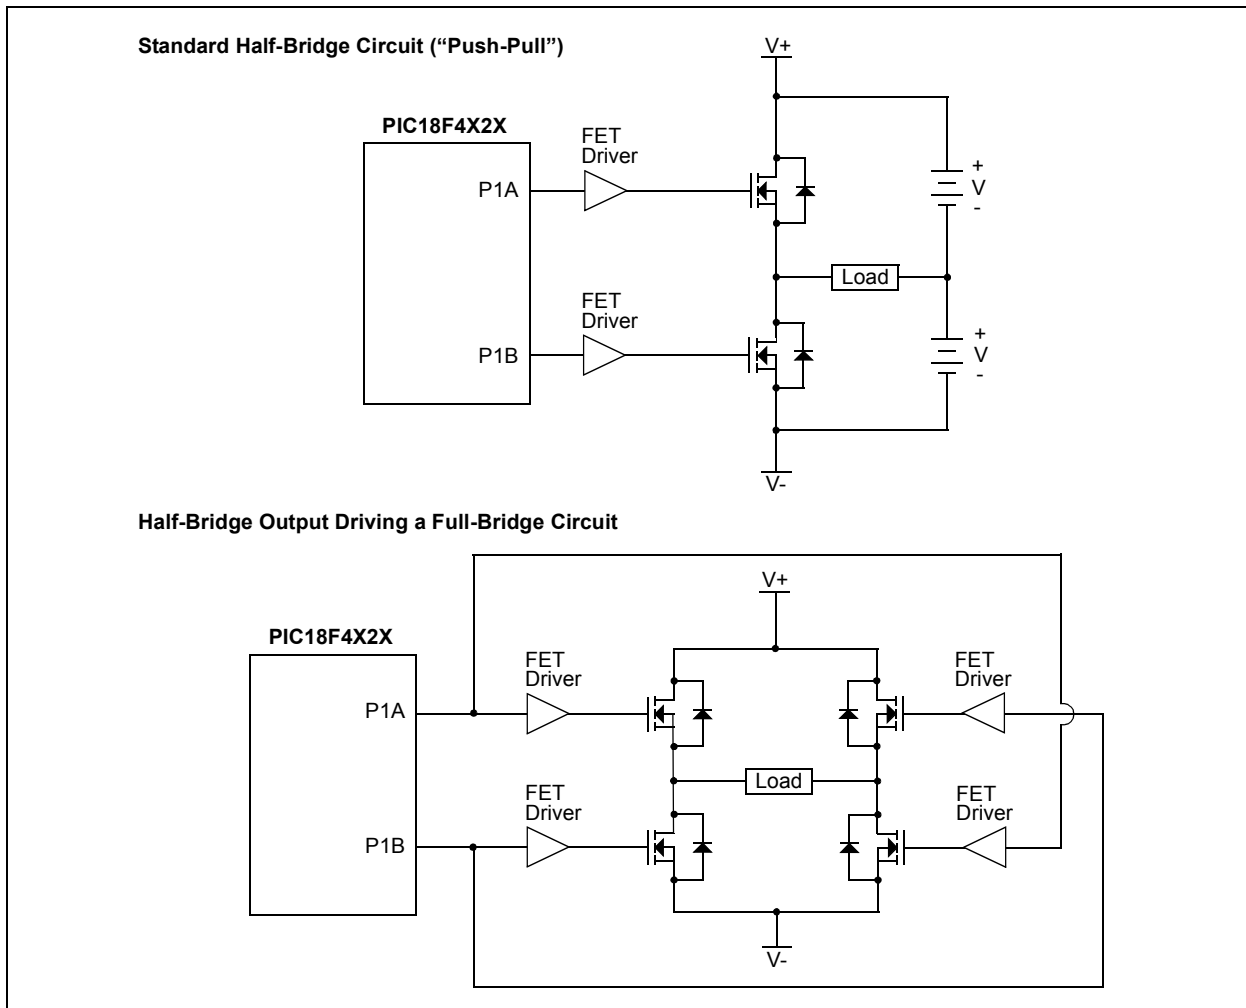 Standard Half-Bridge Circuit (“Push-Pull”)
V+
PIC18F4X2X
FET
Driver
P1A
+
V
-
Load
FET
Driver
P1B
+
V
-
V-
Half-Bridge Output Driving a Full-Bridge Circuit
V+
PIC18F4X2X
FET
Driver
FET
Driver
P1A
Load
FET
Driver
FET
Driver
P1B
V-